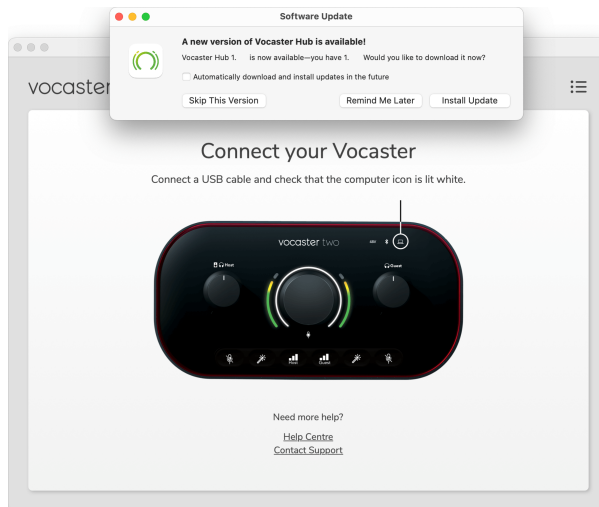 Software Update
A new version of Vocaster Hub is available!
Vocaster Hub 1. is now available—you have 1. Would you like to download it now?
Automatically download and install updates in the future
Skip This Version
Remind Me Later
Install Update
vocaster
Connect your Vocaster
Connect a USB cable and check that the computer icon is lit white.
vocaster two
48V
Host
Guest
Host
Guest
Need more help?
Help Centre
Contact Support